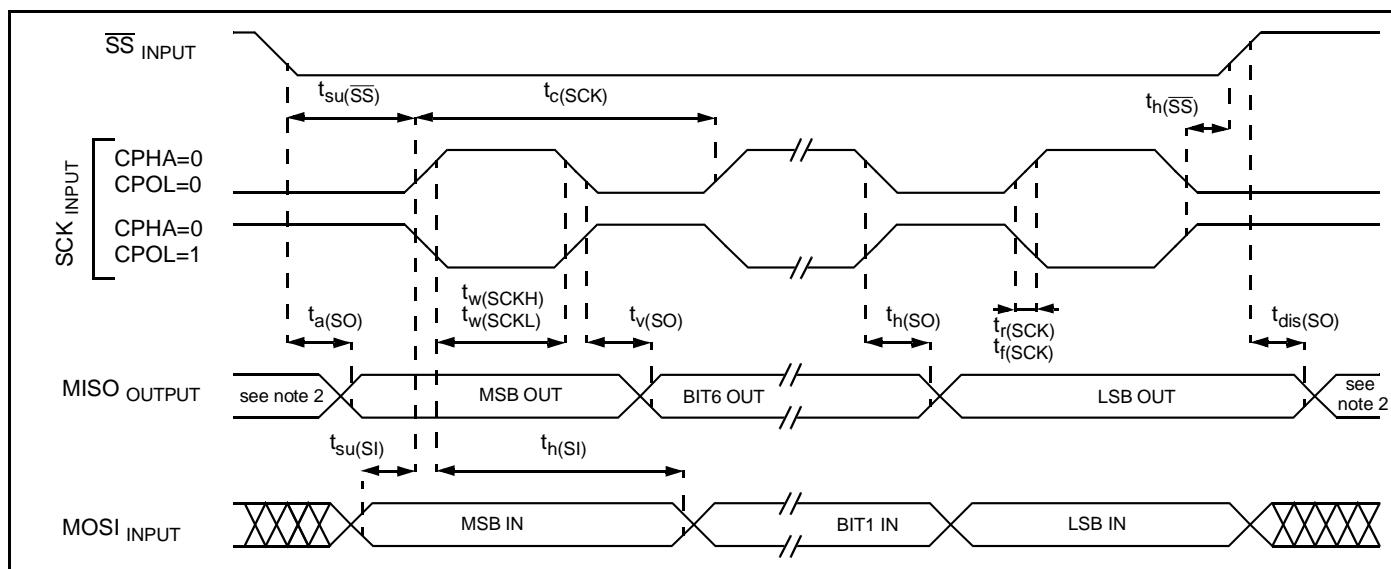 SS INPUT
tsu(SS)
tc(SCK)
th(SS)
SCK INPUT
CPHA=0
CPOL=0
CPHA=0
CPOL=1
ta(SO)
tw(SCKH)
tw(SCKL)
tv(SO)
th(SO)
tr(SCK)
tf(SCK)
tdis(SO)
MISO OUTPUT
see note 2
MSB OUT
BIT6 OUT
LSB OUT
see
note 2
tsu(SI)
th(SI)
MOSI INPUT
MSB IN
BIT1 IN
LSB IN